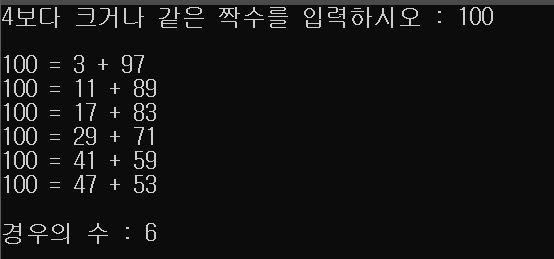 4보다 크거나 같은 짝수를 입력하시오 : 100
100 = 3 + 97
100 = 11 + 89
100 = 17 + 83
100 = 29 + 71
100 = 41 + 59
100 = 47 + 53
경우의 수 : 6